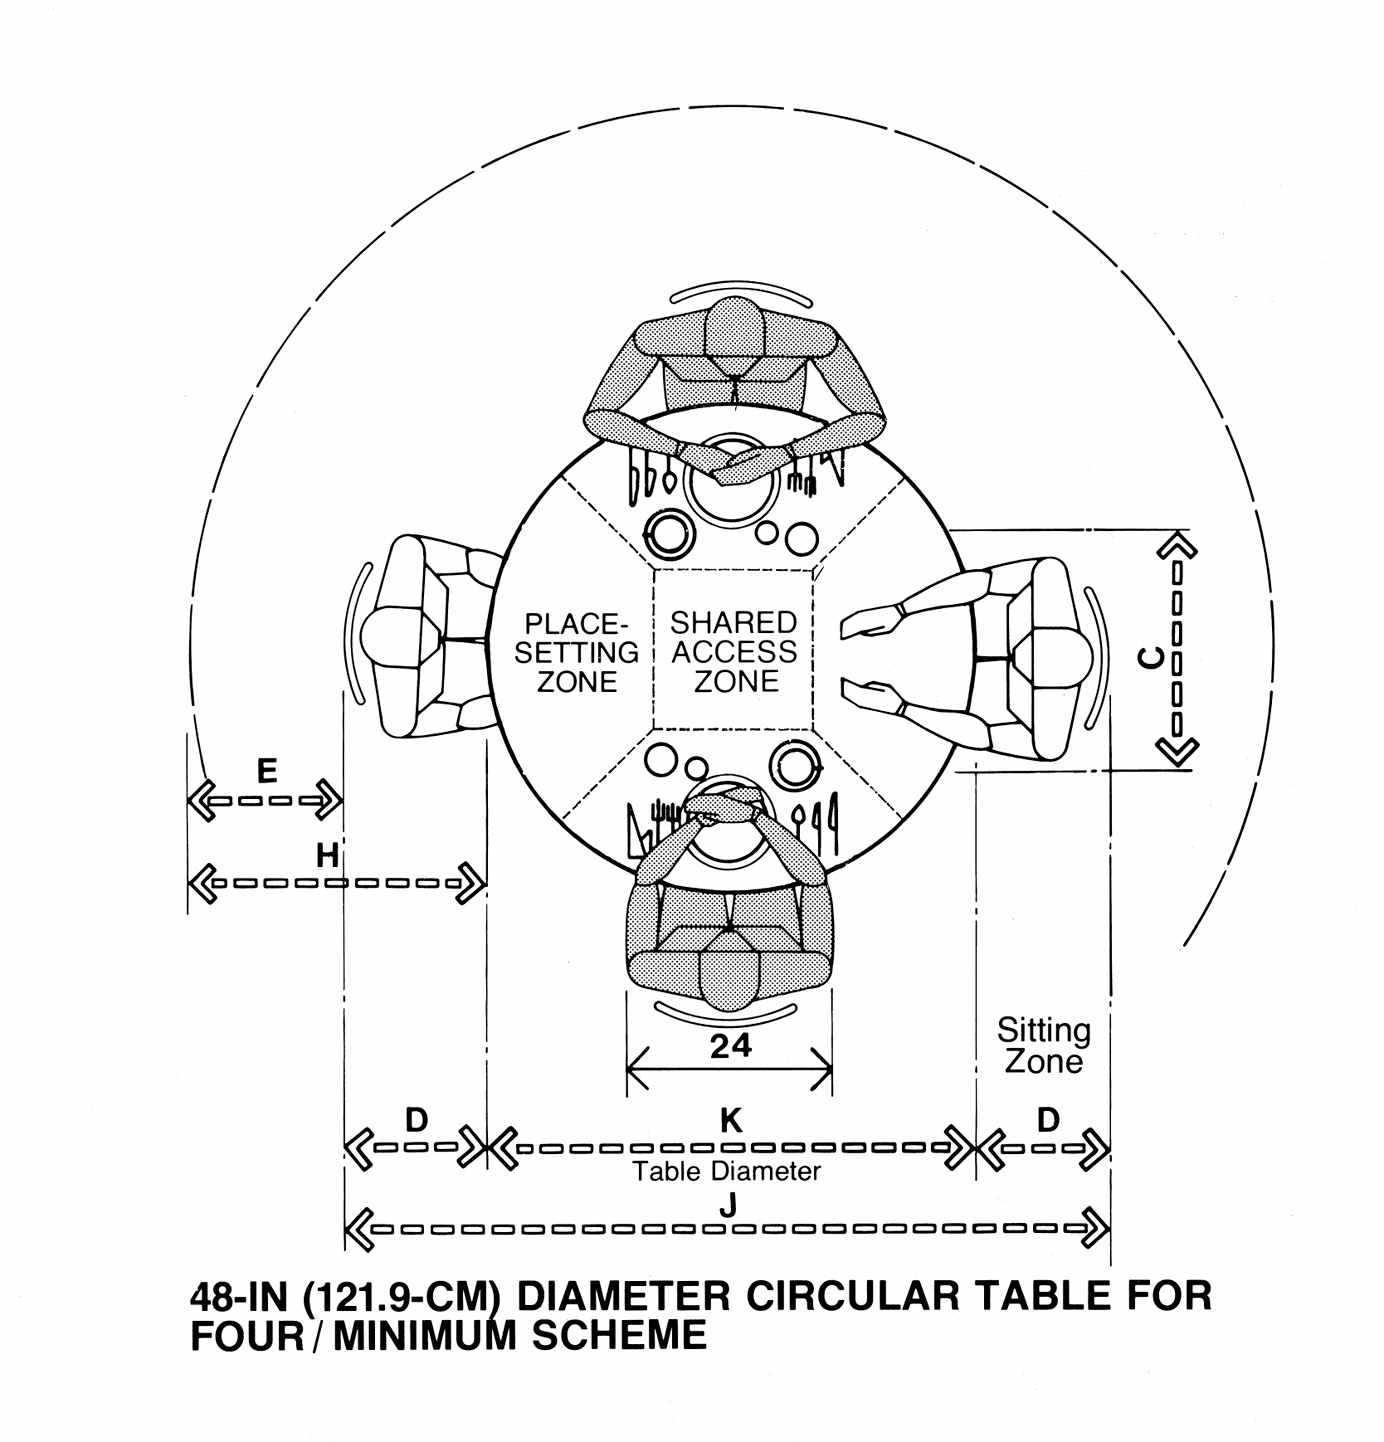 PLACE-
SETTING
ZONE
SHARED
ACCESS
ZONE
C
E
H
24
Sitting
Zone
D
K
D
Table Diameter
J
48-IN (121.9-CM) DIAMETER CIRCULAR TABLE FOR
FOUR / MINIMUM SCHEME